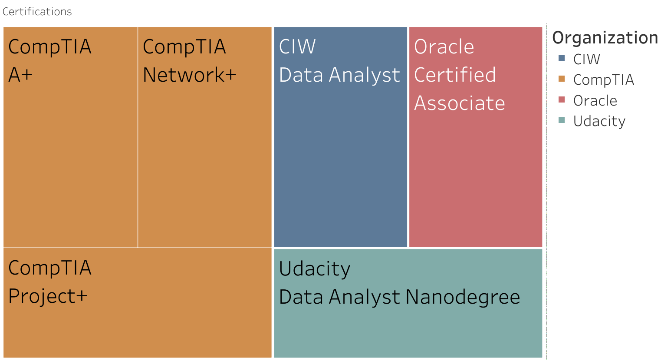 Certifications
CompTIA
A+
CompTIA
Network+
CIW
Data Analyst
Oracle
Certified
Associate
CompTIA
Project+
Udacity
Data Analyst Nanodegree
Organization
CIW
CompTIA
Oracle
Udacity